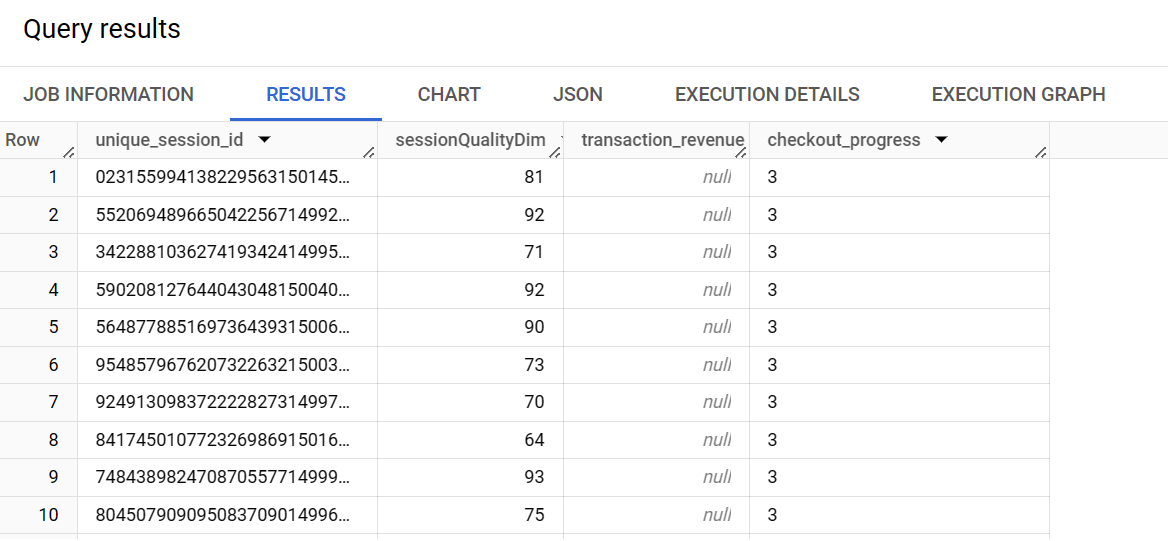 Query results
JOB INFORMATION RESULTS CHART JSON EXECUTION DETAILS EXECUTION GRAPH
Row unique_session_id sessionQualityDim transaction_revenue checkout_progress
1 023155994138229563150145... 81 null 3
2 552069489665042256714992... 92 null 3
3 342288103627419342414995... 71 null 3
4 590208127644043048150040... 92 null 3
5 564877885169736439315006... 90 null 3
6 954857967620732263215003... 73 null 3
7 924913098372222827314997... 70 null 3
8 841745010772326986915016... 64 null 3
9 748438982470870557714999... 93 null 3
10 804507909095083709014996... 75 null 3